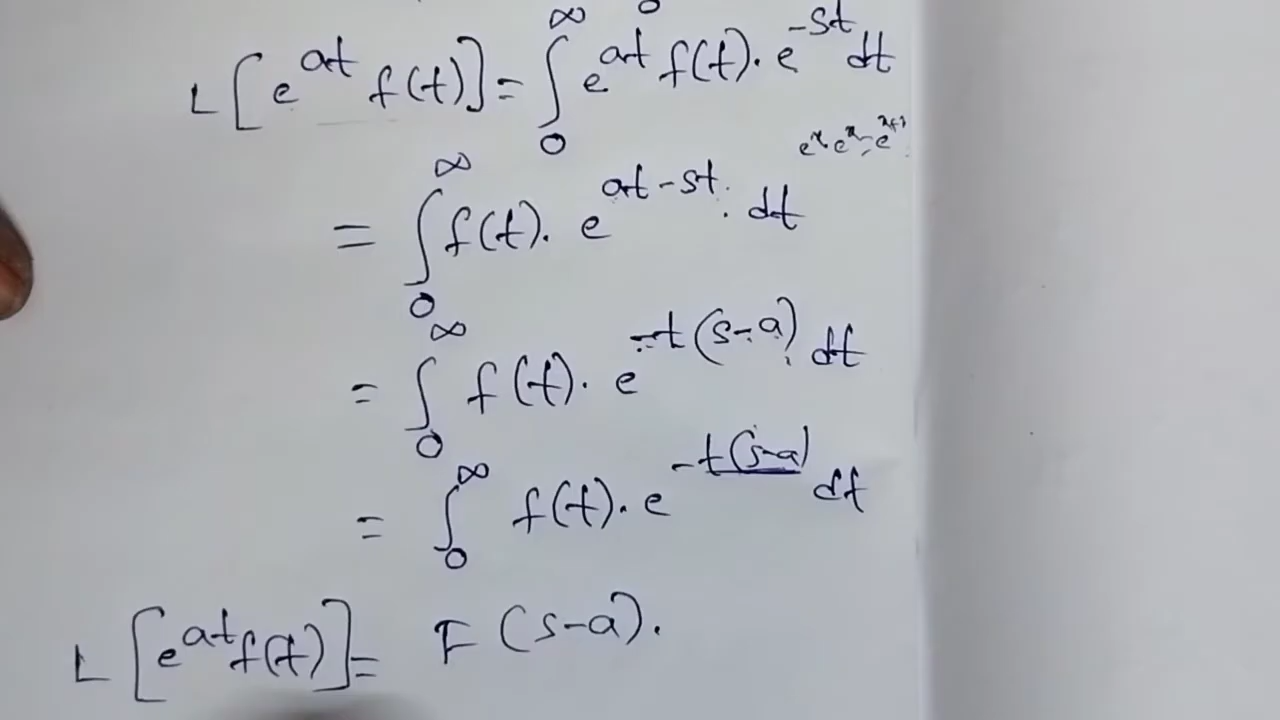 L[e^{at} f(t)] = ∫_0^∞ e^{at} f(t). e^{-st} dt
= ∫_0^∞ f(t). e^{at-st}. dt
= ∫_0^∞ f(t). e^{-t(s-a)} dt
= ∫_0^∞ f(t). e^{-t(s-a)} dt
L[e^{at} f(t)] = F(s-a).